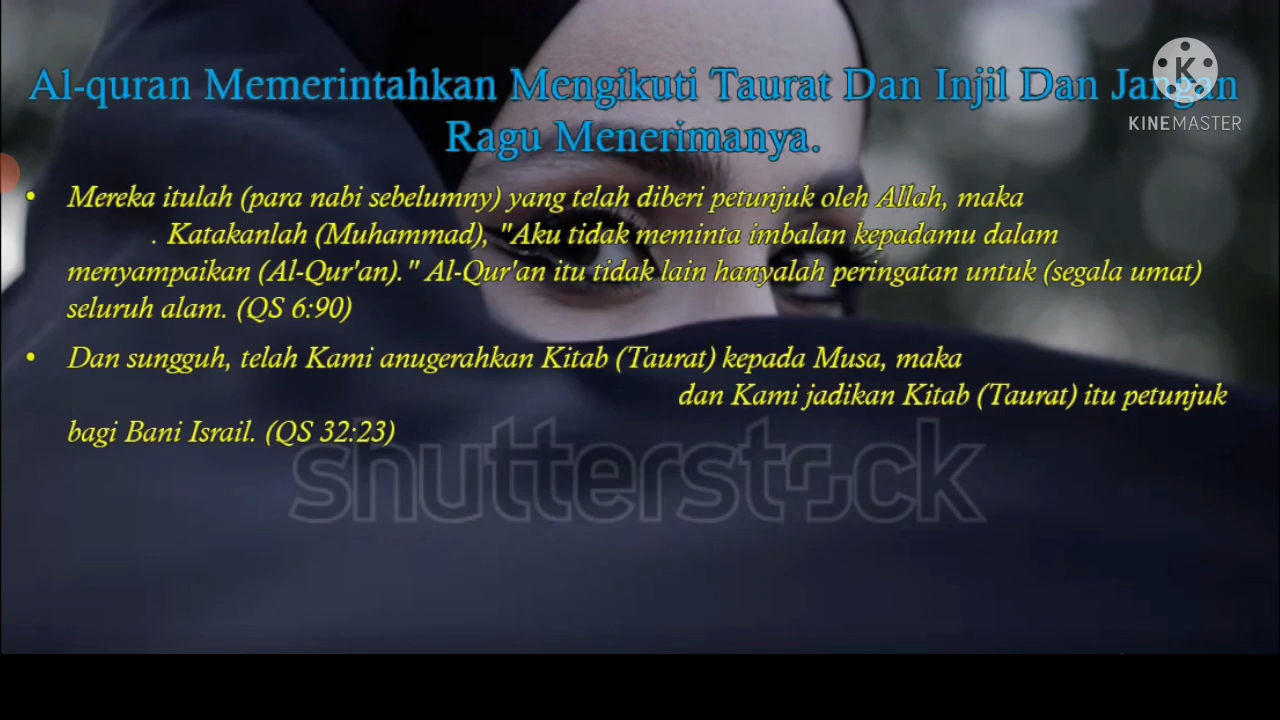 Al-quran Memerintahkan Mengikuti Taurat Dan Injil Dan Jangan
Ragu Menerimanya.
KINEMASTER
• Mereka itulah (para nabi sebelumny) yang telah diberi petunjuk oleh Allah, maka
. Katakanlah (Muhammad), "Aku tidak meminta imbalan kepadamu dalam
menyampaikan (Al-Qur'an)." Al-Qur'an itu tidak lain hanyalah peringatan untuk (segala umat)
seluruh alam. (QS 6:90)
• Dan sungguh, telah Kami anugerahkan Kitab (Taurat) kepada Musa, maka
dan Kami jadikan Kitab (Taurat) itu petunjuk
bagi Bani Israil. (QS 32:23)
shutterstock